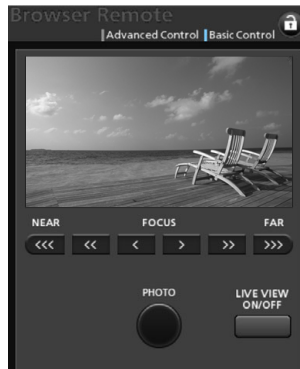 Browser Remote
Advanced Control Basic Control
NEAR FOCUS FAR
<<< << < > >> >>>
PHOTO LIVE VIEW
ON/OFF